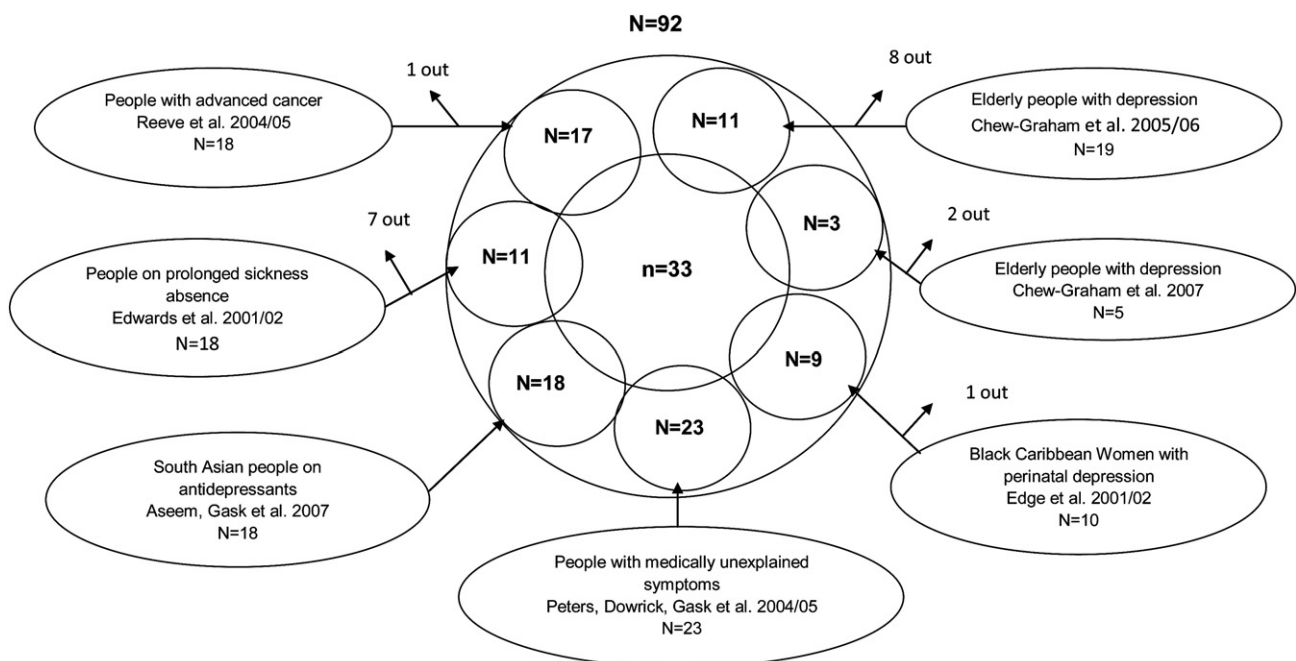 N=92
1 out
8 out
People with advanced cancer
Reeve et al. 2004/05
N=18
N=17
N=11
Elderly people with depression
Chew-Graham et al. 2005/06
N=19
7 out
2 out
People on prolonged sickness
absence
Edwards et al. 2001/02
N=18
N=11
n=33
N=3
Elderly people with depression
Chew-Graham et al. 2007
N=5
N=18
N=23
N=9
1 out
South Asian people on
antidepressants
Aseem, Gask et al. 2007
N=18
Black Caribbean Women with
perinatal depression
Edge et al. 2001/02
N=10
People with medically unexplained
symptoms
Peters, Dowrick, Gask et al. 2004/05
N=23